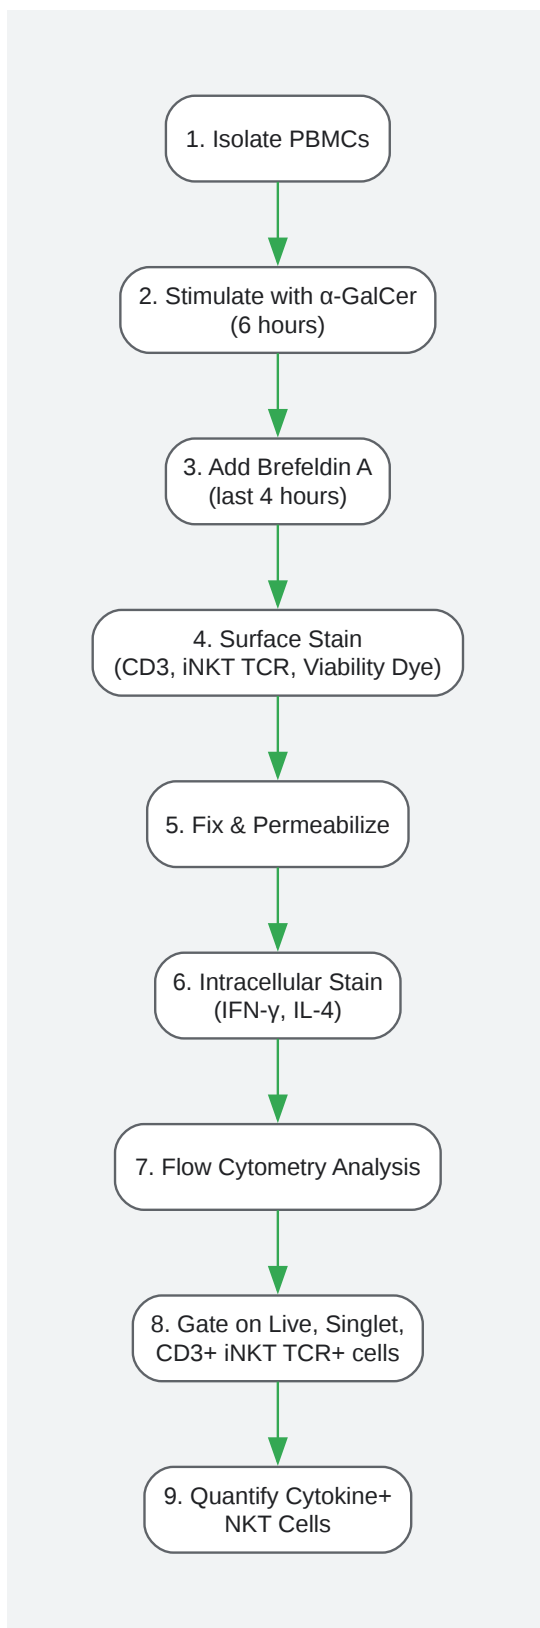 1. Isolate PBMCs
2. Stimulate with α-GalCer
(6 hours)
3. Add Brefeldin A
(last 4 hours)
4. Surface Stain
(CD3, iNKT TCR, Viability Dye)
5. Fix & Permeabilize
6. Intracellular Stain
(IFN-γ, IL-4)
7. Flow Cytometry Analysis
8. Gate on Live, Singlet,
CD3+ iNKT TCR+ cells
9. Quantify Cytokine+
NKT Cells